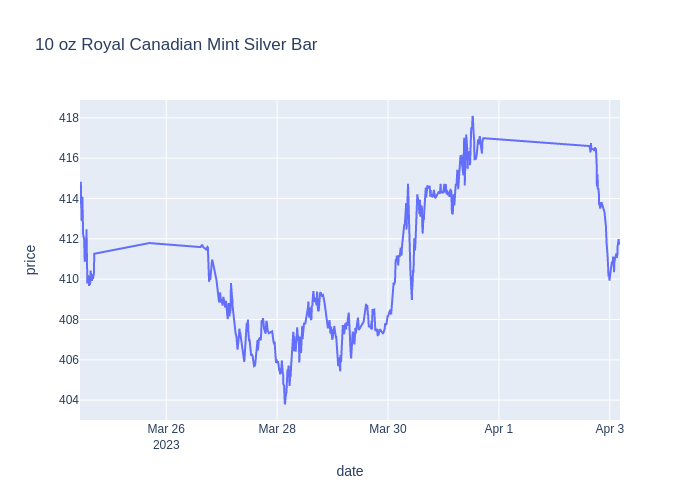 10 oz Royal Canadian Mint Silver Bar
418
416
414
412
410
408
406
404
price
Mar 26
2023
Mar 28
Mar 30
Apr 1
Apr 3
date